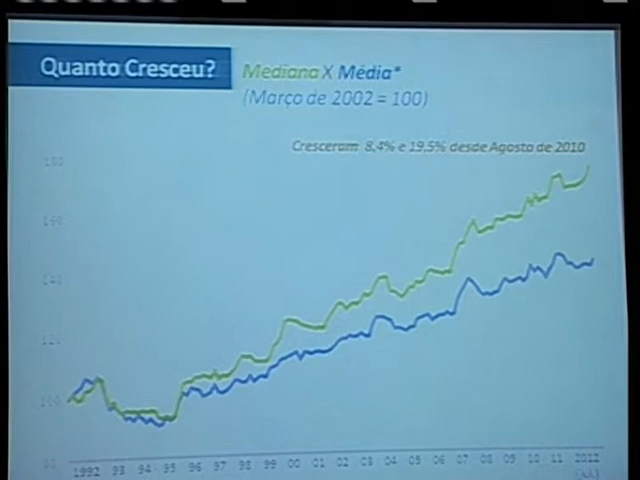 Quanto Cresceu?
Mediana X Média*
(Março de 2002 = 100)
Cresceram 8,4% e 19,5% desde Agosto de 2010
180
160
140
120
100
1992 93 94 95 96 97 98 99 00 01 02 03 04 05 06 07 08 09 10 11 2012